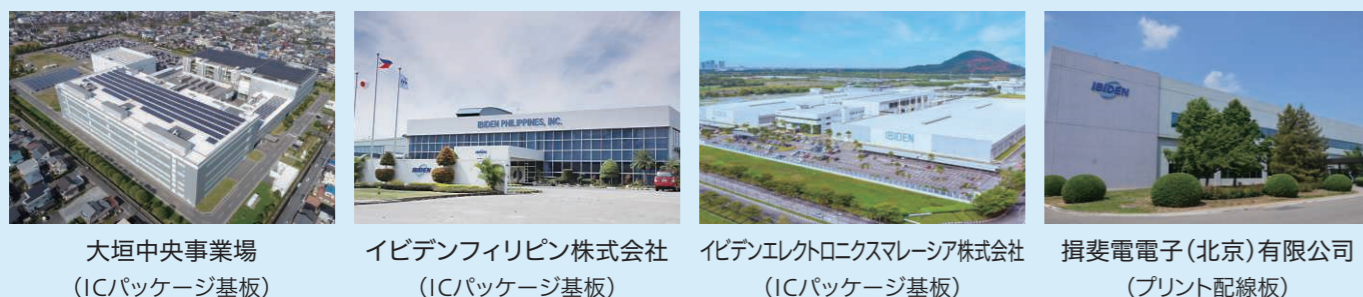 IBIDEN PHILIPPINES, INC.
IBIDEN
IBIDEN
IBIDEN
大垣中央事業場
(ICパッケージ基板)
イビデンフィリピン株式会社
(ICパッケージ基板)
イビデンエレクトロニクスマレーシア株式会社
(ICパッケージ基板)
揖斐電電子(北京)有限公司
(プリント配線板)